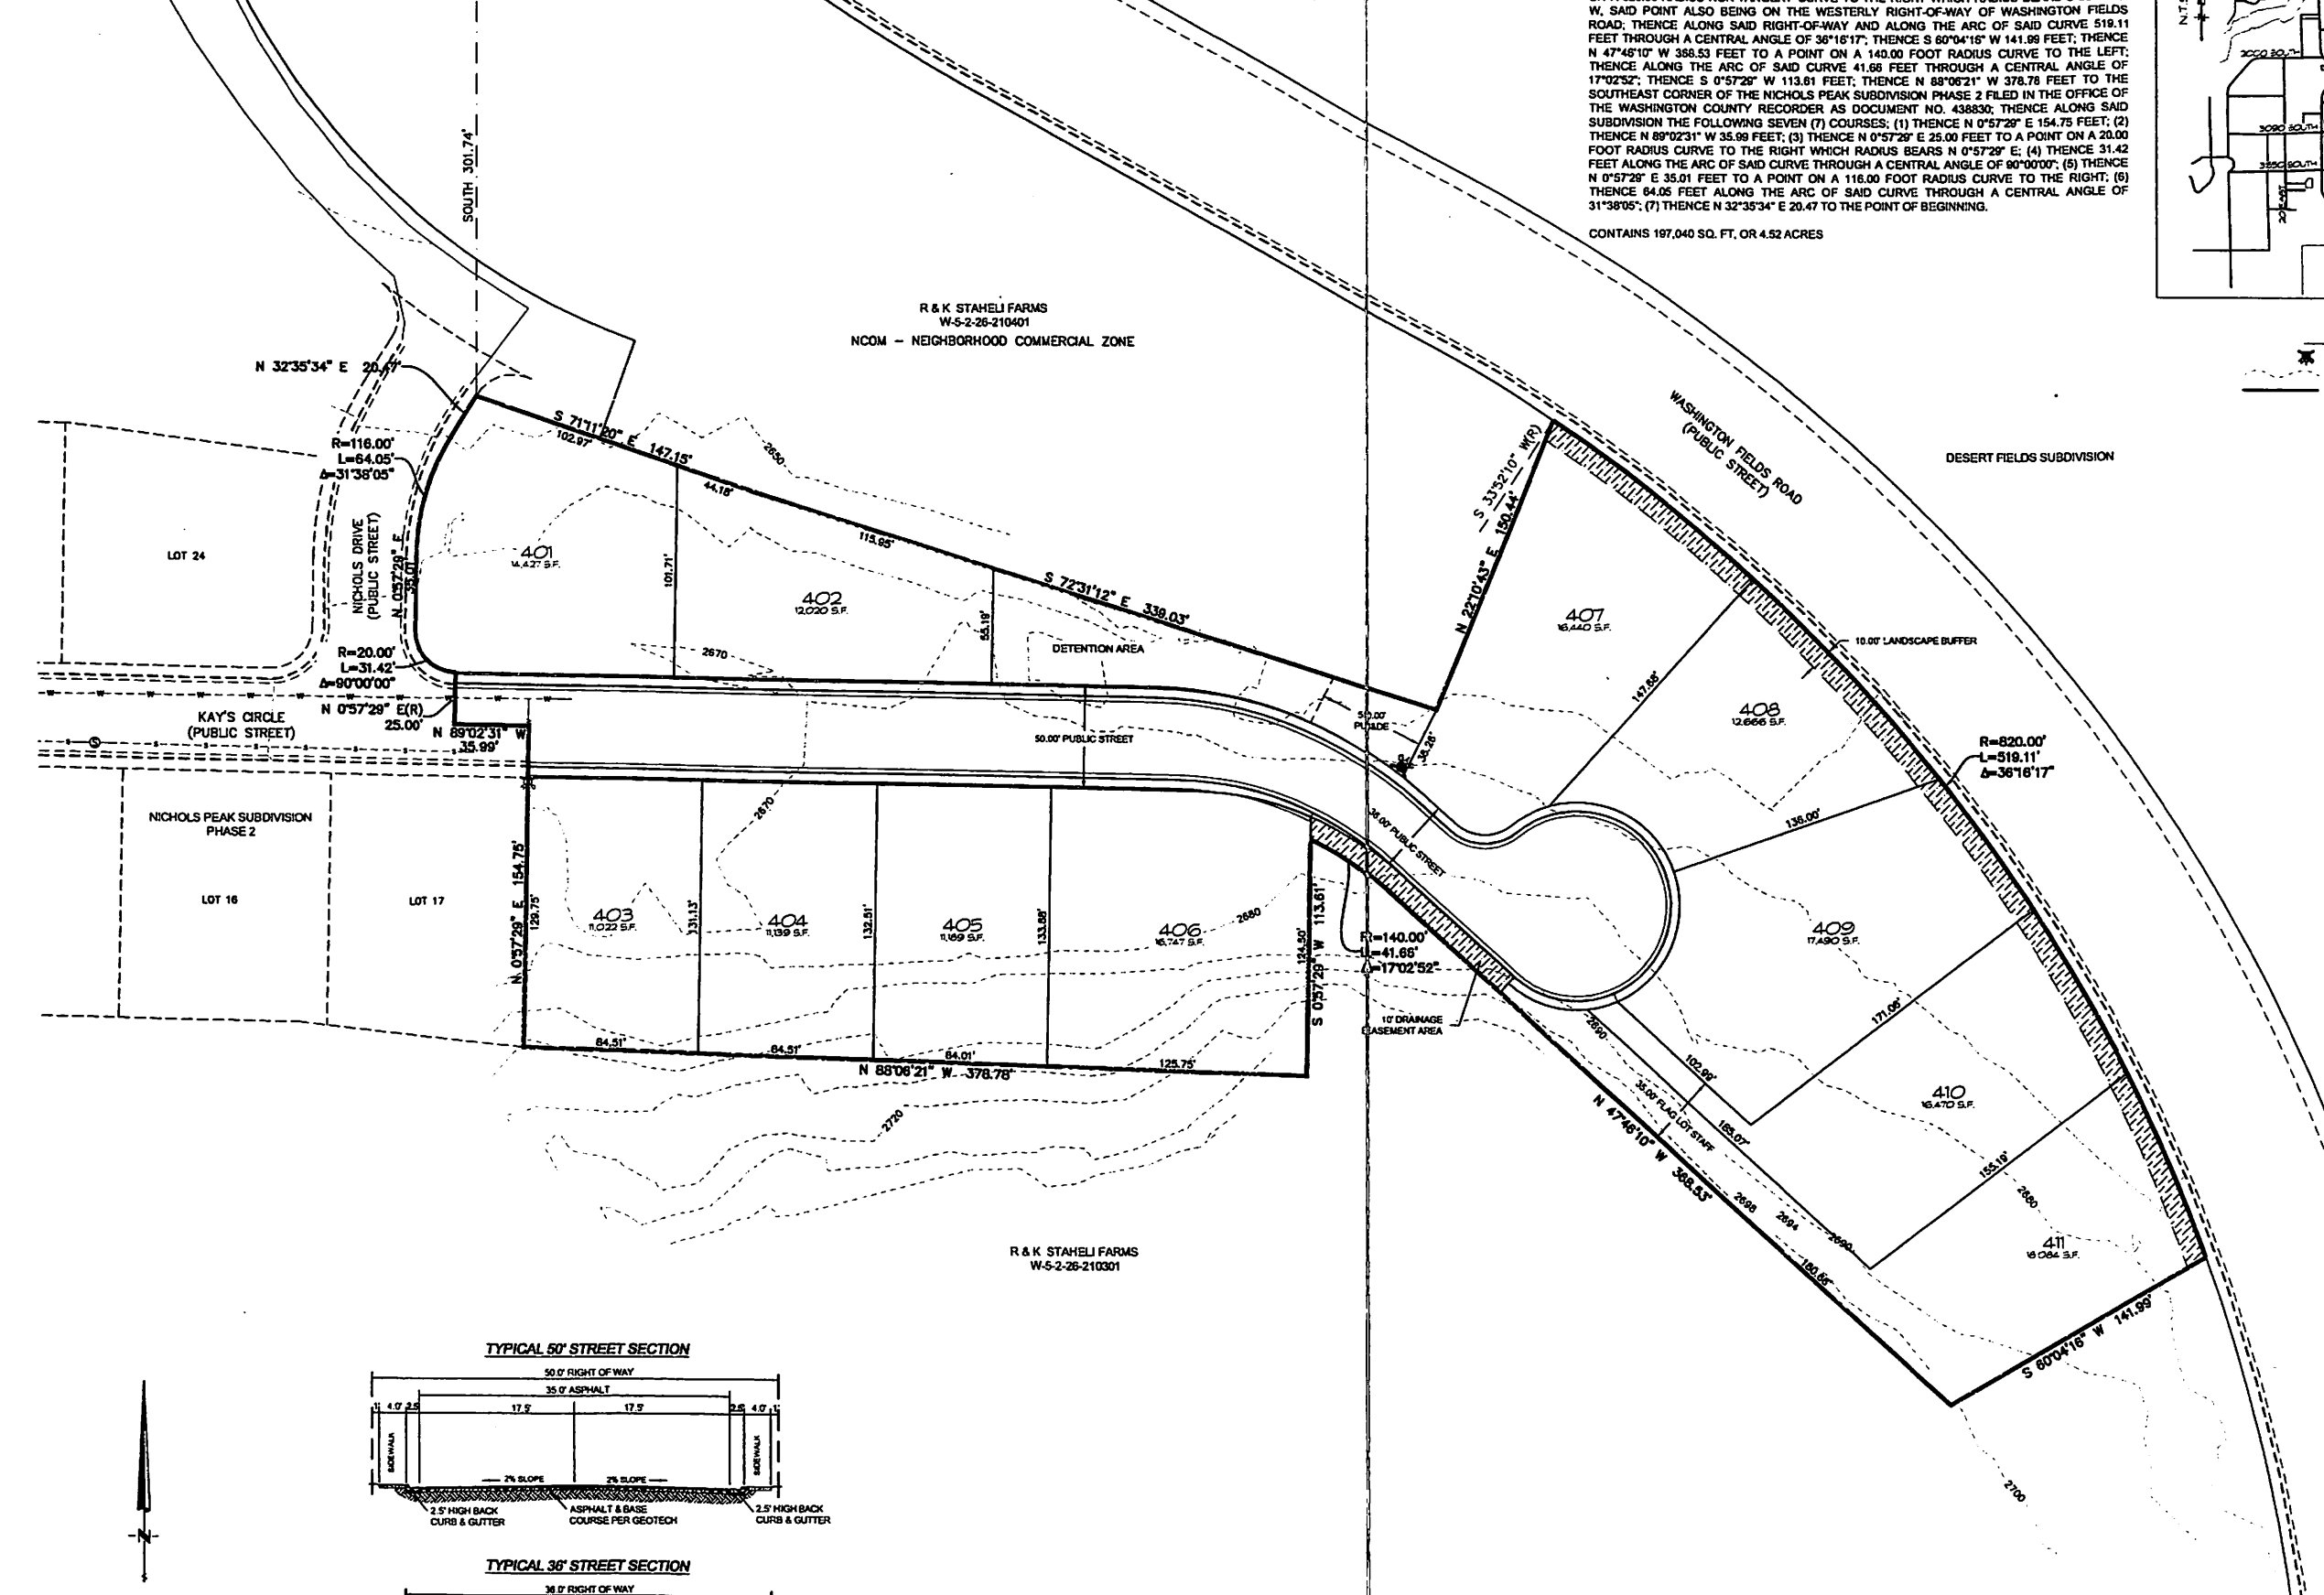 W, SAID POINT ALSO BEING ON THE WESTERLY RIGHT-OF-WAY OF WASHINGTON FIELDS
ROAD; THENCE ALONG SAID RIGHT-OF-WAY AND ALONG THE ARC OF SAID CURVE 519.11
FEET THROUGH A CENTRAL ANGLE OF 36°16'17"; THENCE S 60°04'16" W 141.99 FEET; THENCE
N 47°46'10" W 368.53 FEET TO A POINT ON A 140.00 FOOT RADIUS CURVE TO THE LEFT;
THENCE ALONG THE ARC OF SAID CURVE 41.66 FEET THROUGH A CENTRAL ANGLE OF
17°02'52"; THENCE S 0°57'29" W 113.61 FEET; THENCE N 88°06'21" W 378.78 FEET TO THE
SOUTHEAST CORNER OF THE NICHOLS PEAK SUBDIVISION PHASE 2 FILED IN THE OFFICE OF
THE WASHINGTON COUNTY RECORDER AS DOCUMENT NO. 438830; THENCE ALONG SAID
SUBDIVISION THE FOLLOWING SEVEN (7) COURSES; (1) THENCE N 0°57'29" E 154.75 FEET; (2)
THENCE N 89°02'31" W 35.99 FEET; (3) THENCE N 0°57'29" E 25.00 FEET TO A POINT ON A 20.00
FOOT RADIUS CURVE TO THE RIGHT WHICH RADIUS BEARS N 0°57'29" E; (4) THENCE 31.42
FEET ALONG THE ARC OF SAID CURVE THROUGH A CENTRAL ANGLE OF 90°00'00"; (5) THENCE
N 0°57'29" E 35.01 FEET TO A POINT ON A 116.00 FOOT RADIUS CURVE TO THE RIGHT; (6)
THENCE 64.05 FEET ALONG THE ARC OF SAID CURVE THROUGH A CENTRAL ANGLE OF
31°38'05"; (7) THENCE N 32°35'34" E 20.47 TO THE POINT OF BEGINNING.
CONTAINS 197,040 SQ. FT, OR 4.52 ACRES
N.T.S
3090 SOUTH
SOUTH 301.74'
R & K STAHELI FARMS
W-5-2-26-210401
NCOM - NEIGHBORHOOD COMMERCIAL ZONE
N 32°35'34" E 20.47'
R=116.00'
L=64.05'
Δ=31°38'05"
S 71°11'20" E 147.15'
102.97'
44.18'
2650
WASHINGTON FIELDS ROAD
(PUBLIC STREET)
DESERT FIELDS SUBDIVISION
S 33°52'10" W(R)
N 22°10'43" E 150.44'
LOT 24
NICHOLS DRIVE
(PUBLIC STREET)
N 0°57'29" E
35.01'
401
14,427 S.F.
101.71'
115.95'
402
12,020 S.F.
55.19'
S 72°31'12" E 339.03'
DETENTION AREA
407
16,440 S.F.
10.00' LANDSCAPE BUFFER
R=20.00'
L=31.42'
Δ=90°00'00"
2670
147.68'
408
12,666 S.F.
N 0°57'29" E(R)
25.00'
KAY'S CIRCLE
(PUBLIC STREET)
N 89°02'31" W
35.99'
50.00' PUBLIC STREET
R=820.00'
L=519.11'
Δ=36°16'17"
NICHOLS PEAK SUBDIVISION
PHASE 2
2670
36.00' PUBLIC STREET
136.00'
LOT 16
LOT 17
N 0°57'29" E 154.75'
129.75'
403
11,022 S.F.
131.13'
404
11,139 S.F.
132.51'
405
11,169 S.F.
133.88'
406
16,747 S.F.
2680
124.50'
S 0°57'29" W 113.61'
R=140.00'
L=41.66'
Δ=17°02'52"
409
17,490 S.F.
171.06'
10' DRAINAGE
EASEMENT AREA
2690
64.51'
64.51'
64.01'
125.75'
N 88°06'21" W 378.78'
102.99'
35.00' FLAG LOT STAFF
165.07'
410
16,470 S.F.
155.19'
N 47°46'10" W 368.53'
2720
2698
2694
2690
2680
411
180.66'
S 60°04'16" W 141.99'
R & K STAHELI FARMS
W-5-2-26-210301
2700
TYPICAL 50' STREET SECTION
50.0' RIGHT OF WAY
35.0' ASPHALT
1' 4.0' 2.5' 17.5' 17.5' 2.5' 4.0' 1'
SIDEWALK
SIDEWALK
2% SLOPE
2% SLOPE
2.5' HIGH BACK
CURB & GUTTER
ASPHALT & BASE
COURSE PER GEOTECH
2.5' HIGH BACK
CURB & GUTTER
N
TYPICAL 36' STREET SECTION
36.0' RIGHT OF WAY